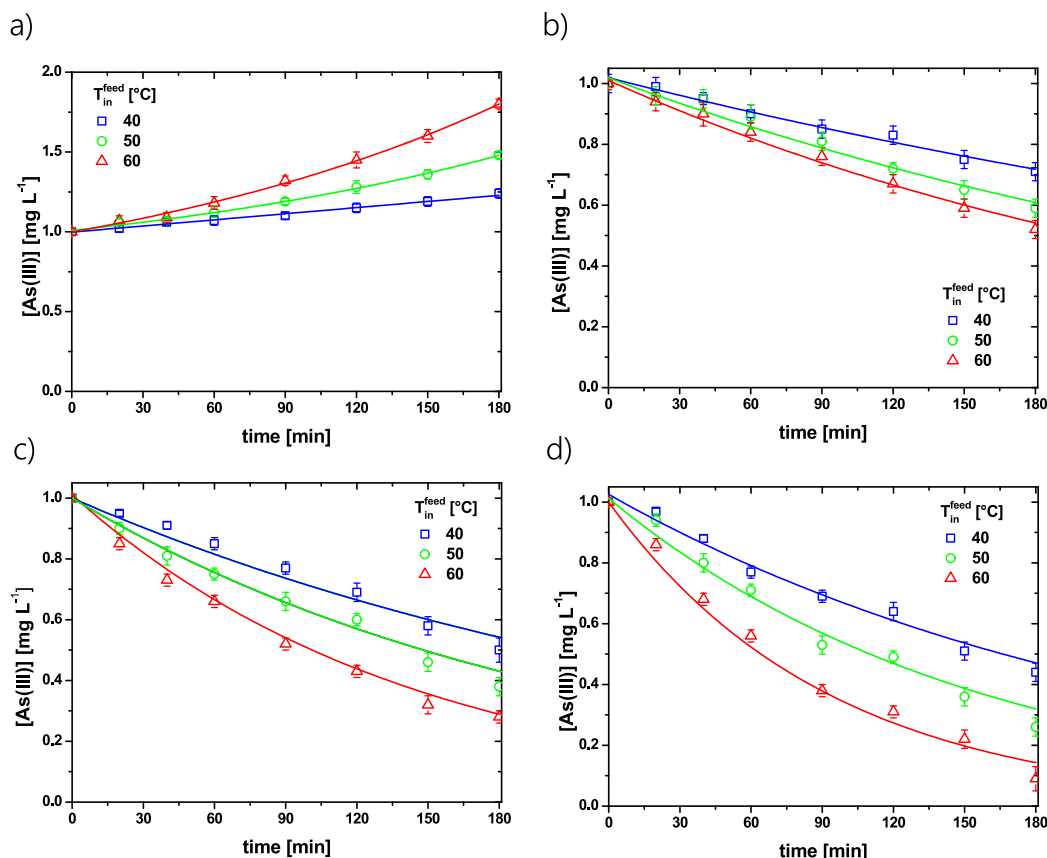 a)
[As(III)] [mg L⁻¹]
2.0
1.5
1.0
0.5
0.0
T_in^feed [°C]
40
50
60
0 30 60 90 120 150 180
time [min]
b)
[As(III)] [mg L⁻¹]
1.0
0.8
0.6
0.4
0.2
0.0
T_in^feed [°C]
40
50
60
0 30 60 90 120 150 180
time [min]
c)
[As(III)] [mg L⁻¹]
1.0
0.8
0.6
0.4
0.2
0.0
T_in^feed [°C]
40
50
60
0 30 60 90 120 150 180
time [min]
d)
[As(III)] [mg L⁻¹]
1.0
0.8
0.6
0.4
0.2
0.0
T_in^feed [°C]
40
50
60
0 30 60 90 120 150 180
time [min]